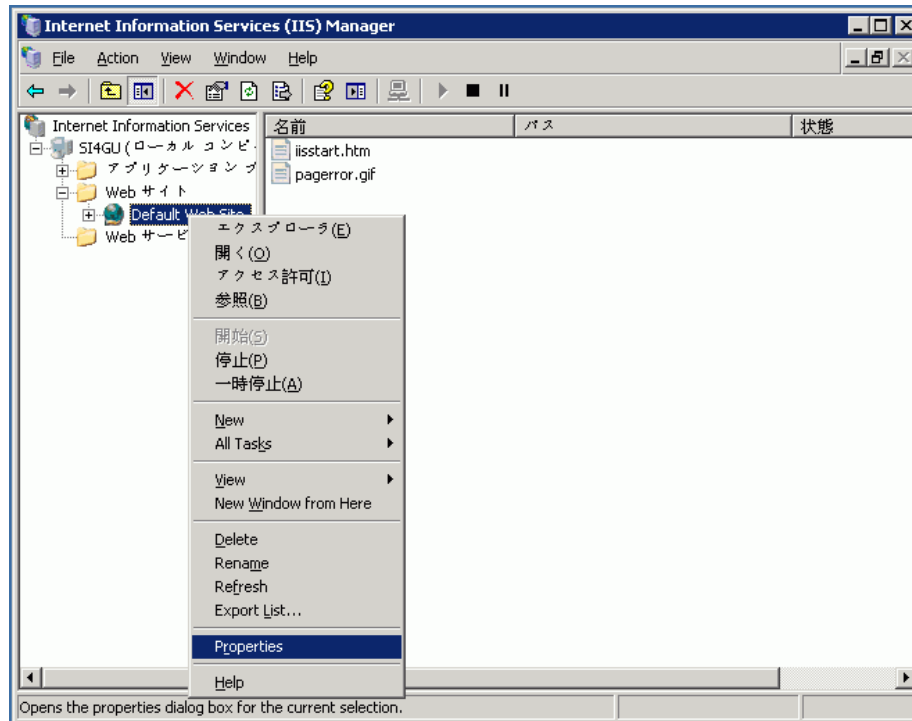 Internet Information Services (IIS) Manager
File Action View Window Help
Internet Information Services
名前 パス 状態
SI4GU (ローカル コンピ
iisstart.htm
アプリケーション プ
pagerror.gif
Web サイト
Default Web Site
Web サービ
エクスプローラ(E)
開く(O)
アクセス許可(I)
参照(B)
開始(S)
停止(P)
一時停止(A)
New
All Tasks
View
New Window from Here
Delete
Rename
Refresh
Export List...
Properties
Help
Opens the properties dialog box for the current selection.